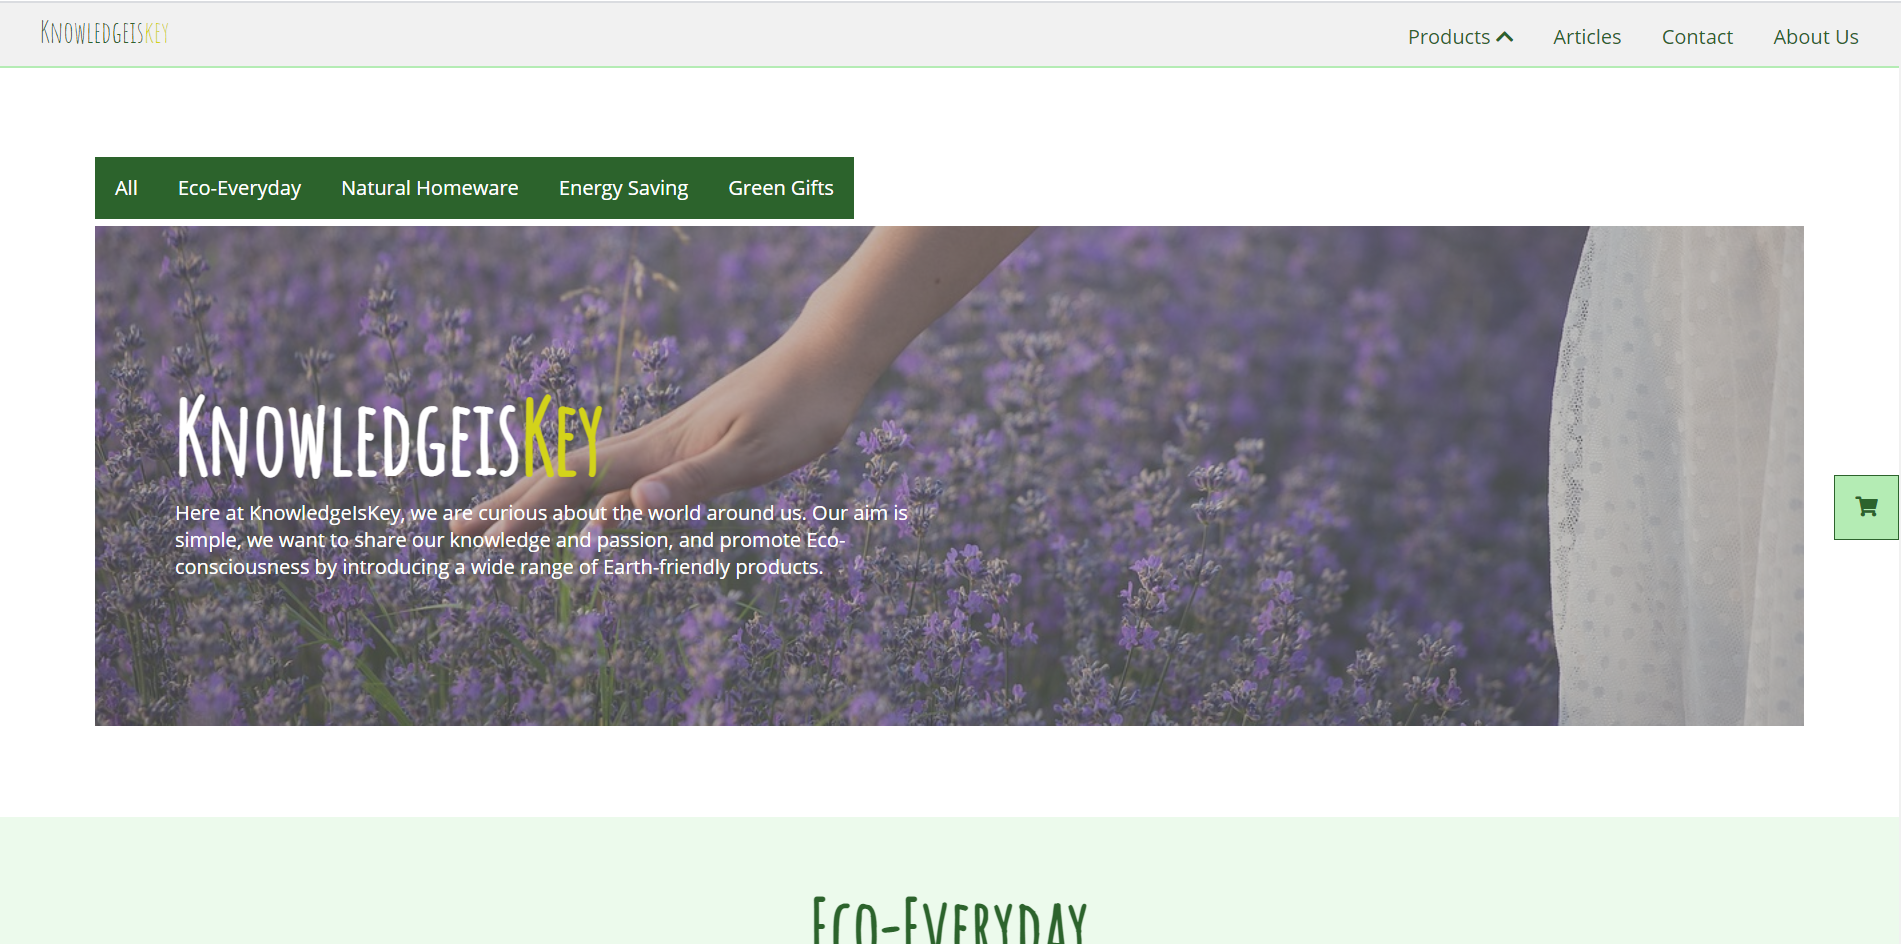 KnowledgeisKey
Products Articles Contact About Us
All Eco-Everyday Natural Homeware Energy Saving Green Gifts
KnowledgeisKey
Here at KnowledgeIsKey, we are curious about the world around us. Our aim is
simple, we want to share our knowledge and passion, and promote Eco-
consciousness by introducing a wide range of Earth-friendly products.
Eco-Everyday